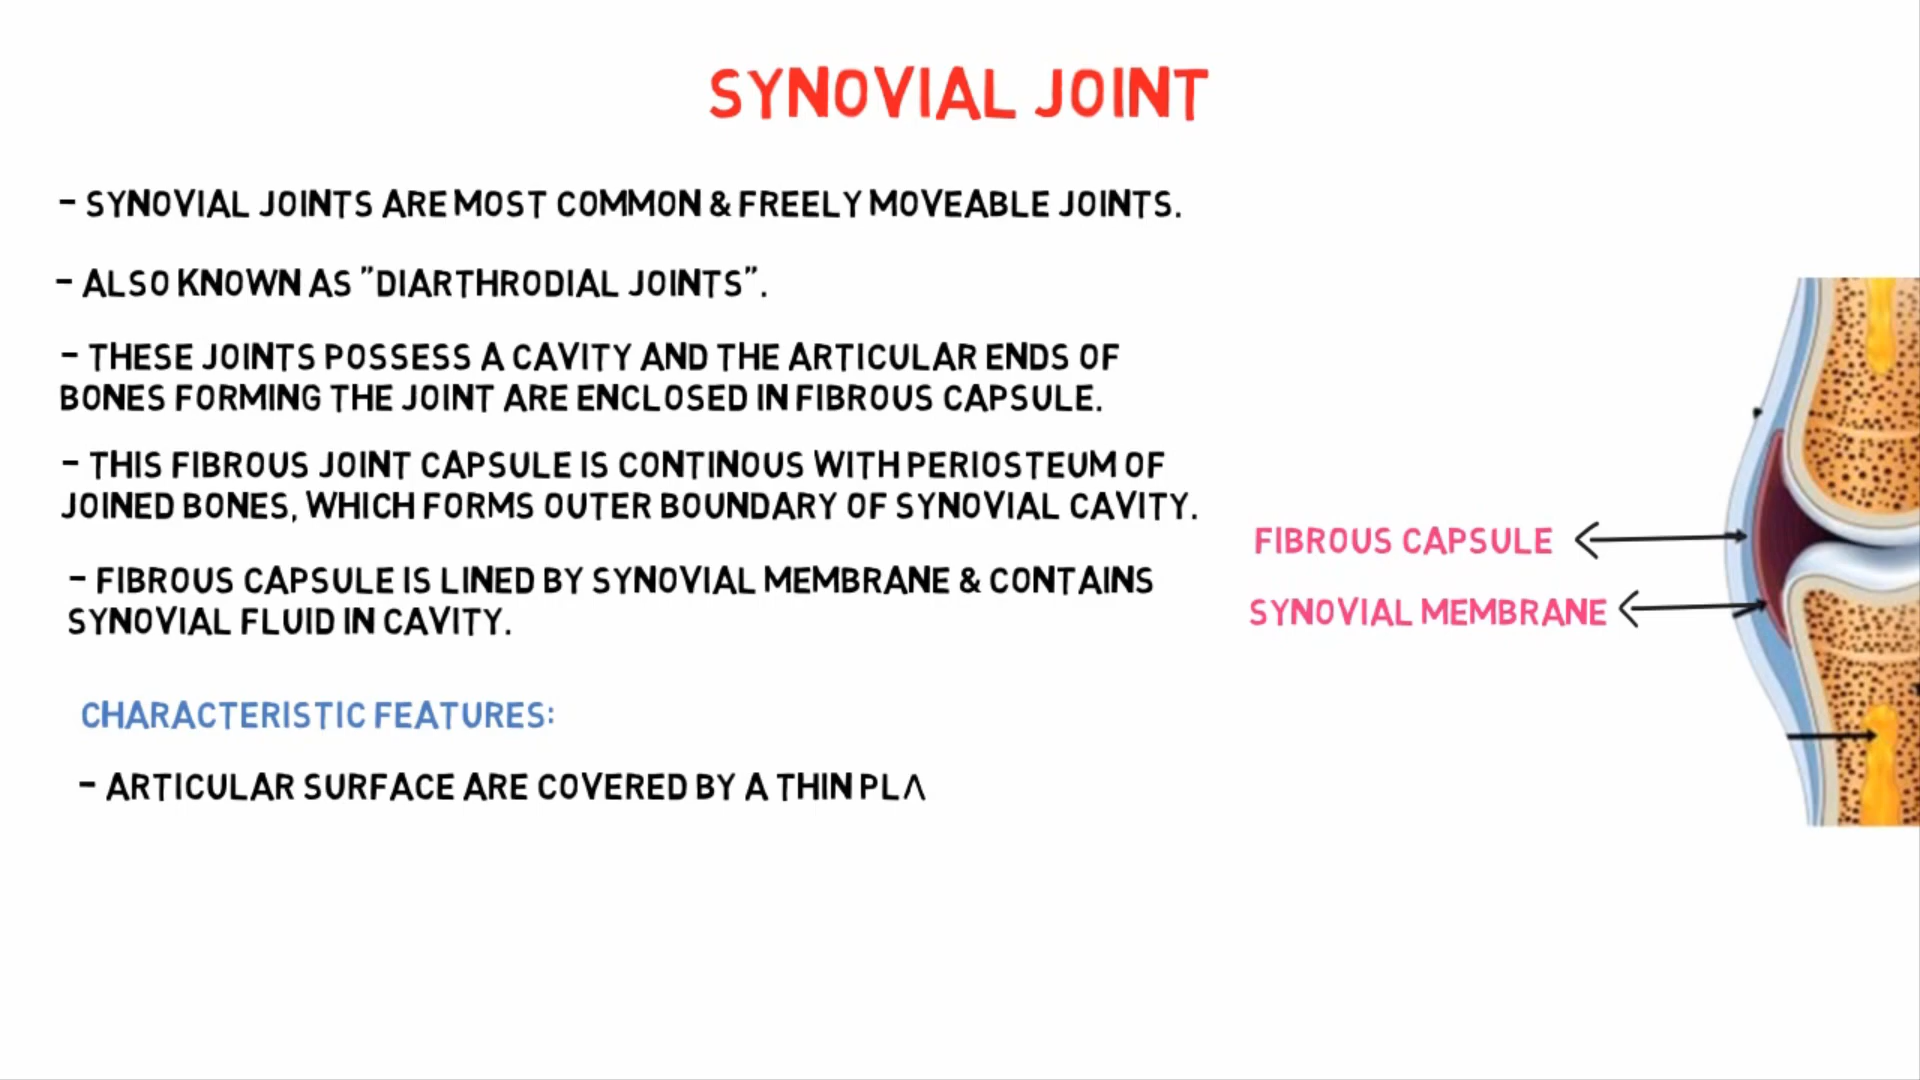 SYNOVIAL JOINT
- SYNOVIAL JOINTS ARE MOST COMMON & FREELY MOVEABLE JOINTS.
- ALSO KNOWN AS "DIARTHRODIAL JOINTS".
- THESE JOINTS POSSESS A CAVITY AND THE ARTICULAR ENDS OF
BONES FORMING THE JOINT ARE ENCLOSED IN FIBROUS CAPSULE.
- THIS FIBROUS JOINT CAPSULE IS CONTINOUS WITH PERIOSTEUM OF
JOINED BONES, WHICH FORMS OUTER BOUNDARY OF SYNOVIAL CAVITY.
- FIBROUS CAPSULE IS LINED BY SYNOVIAL MEMBRANE & CONTAINS
SYNOVIAL FLUID IN CAVITY.
FIBROUS CAPSULE
SYNOVIAL MEMBRANE
CHARACTERISTIC FEATURES:
- ARTICULAR SURFACE ARE COVERED BY A THIN PLA